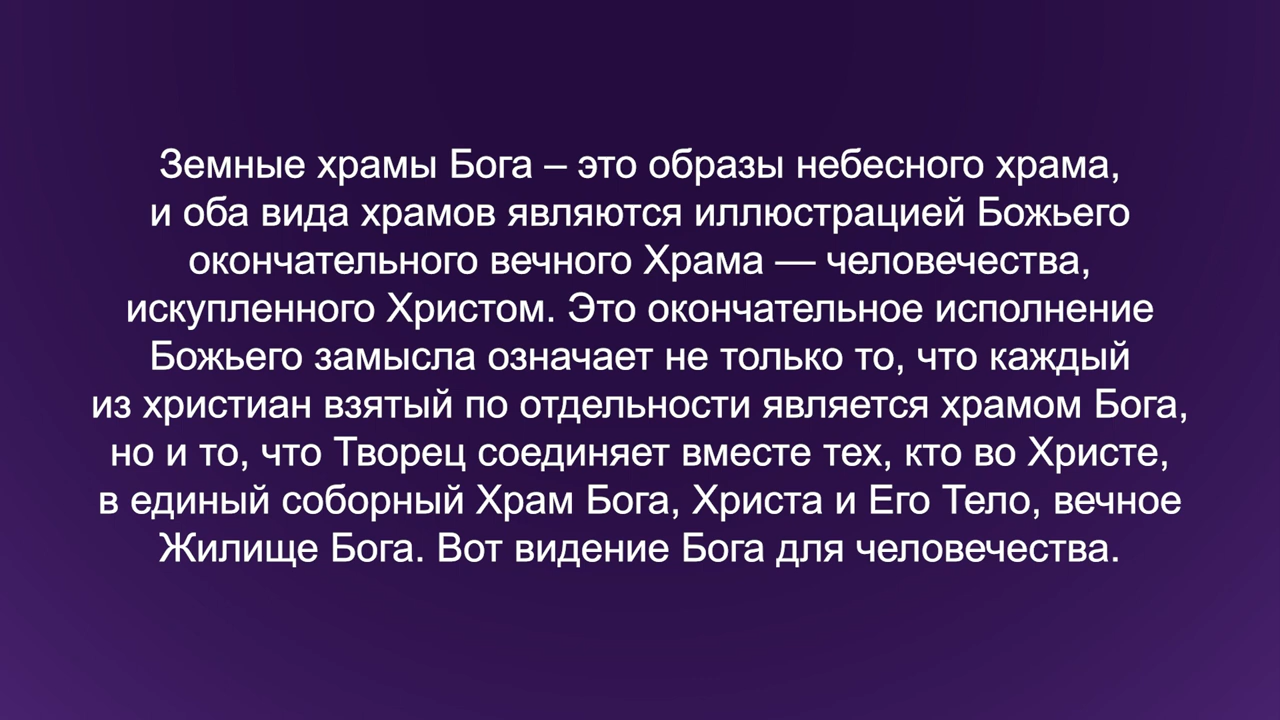 Земные храмы Бога – это образы небесного храма,
и оба вида храмов являются иллюстрацией Божьего
окончательного вечного Храма — человечества,
искупленного Христом. Это окончательное исполнение
Божьего замысла означает не только то, что каждый
из христиан взятый по отдельности является храмом Бога,
но и то, что Творец соединяет вместе тех, кто во Христе,
в единый соборный Храм Бога, Христа и Его Тело, вечное
Жилище Бога. Вот видение Бога для человечества.